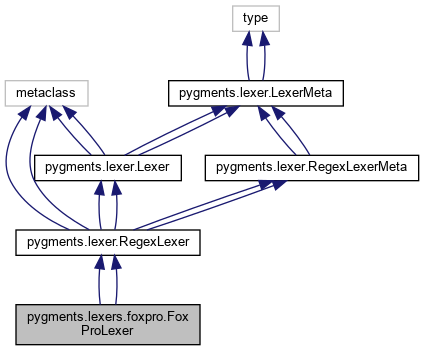 type
metaclass
pygments.lexer.LexerMeta
pygments.lexer.Lexer
pygments.lexer.RegexLexerMeta
pygments.lexer.RegexLexer
pygments.lexers.foxpro.Fox
ProLexer